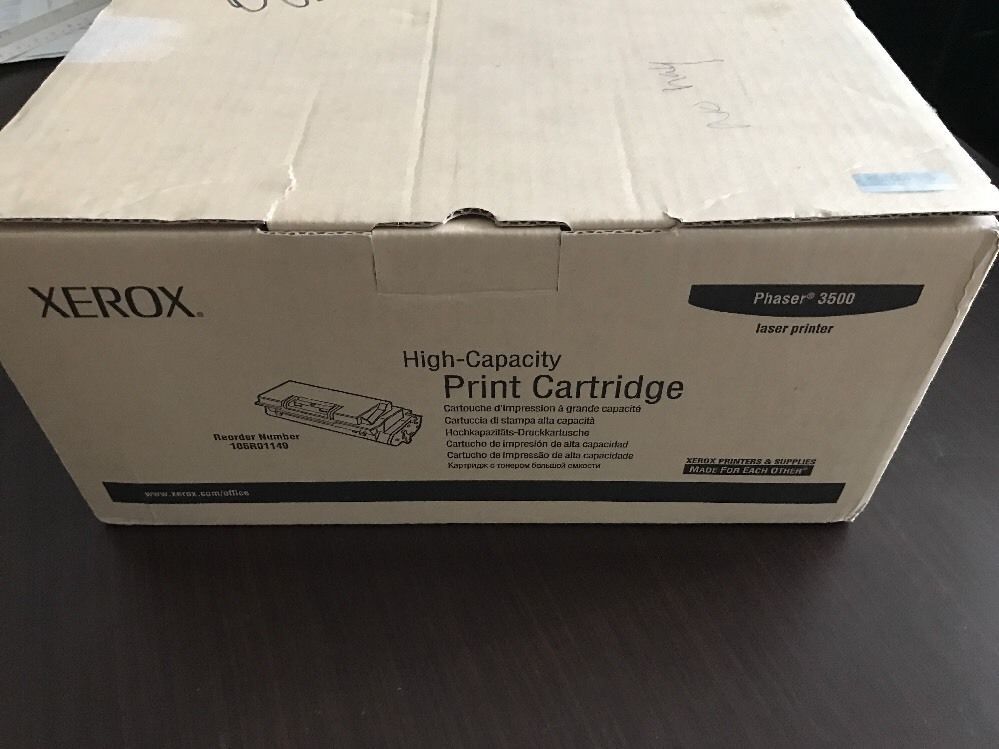 XEROX®
Phaser® 3500
laser printer
High-Capacity
Print Cartridge
Cartouche d'impression à grande capacité
Cartuccia di stampa alta capacità
Hochkapazitäts-Druckkartusche
Cartucho de impresión de alta capacidad
Cartucho de impressão de alta capacidade
Картридж с тонером большой емкости
Reorder Number
106R01149
XEROX PRINTERS & SUPPLIES
MADE FOR EACH OTHER™
www.xerox.com/office